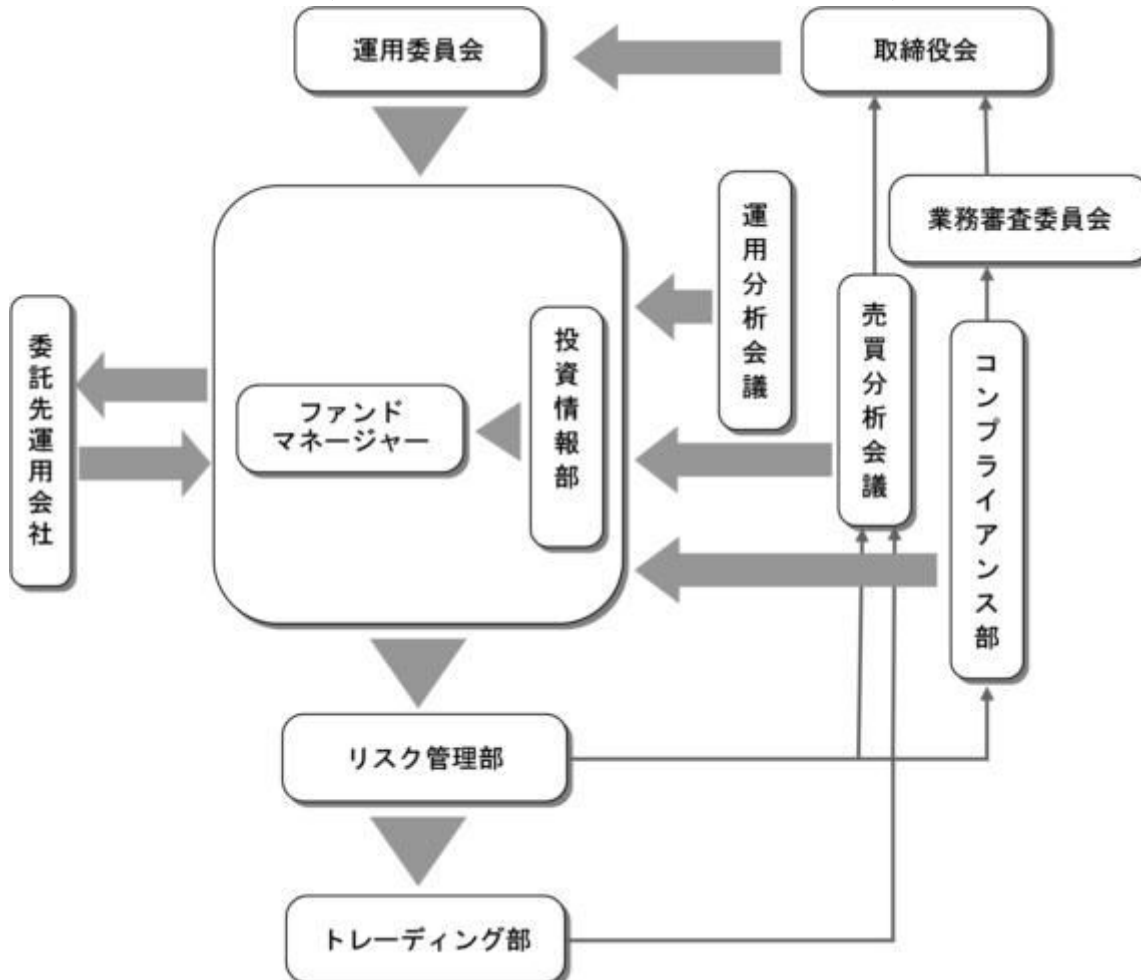 運用委員会
取締役会
業務審査委員会
運用分析会議
売買分析会議
コンプライアンス部
投資情報部
委託先運用会社
ファンド
マネージャー
リスク管理部
トレーディング部